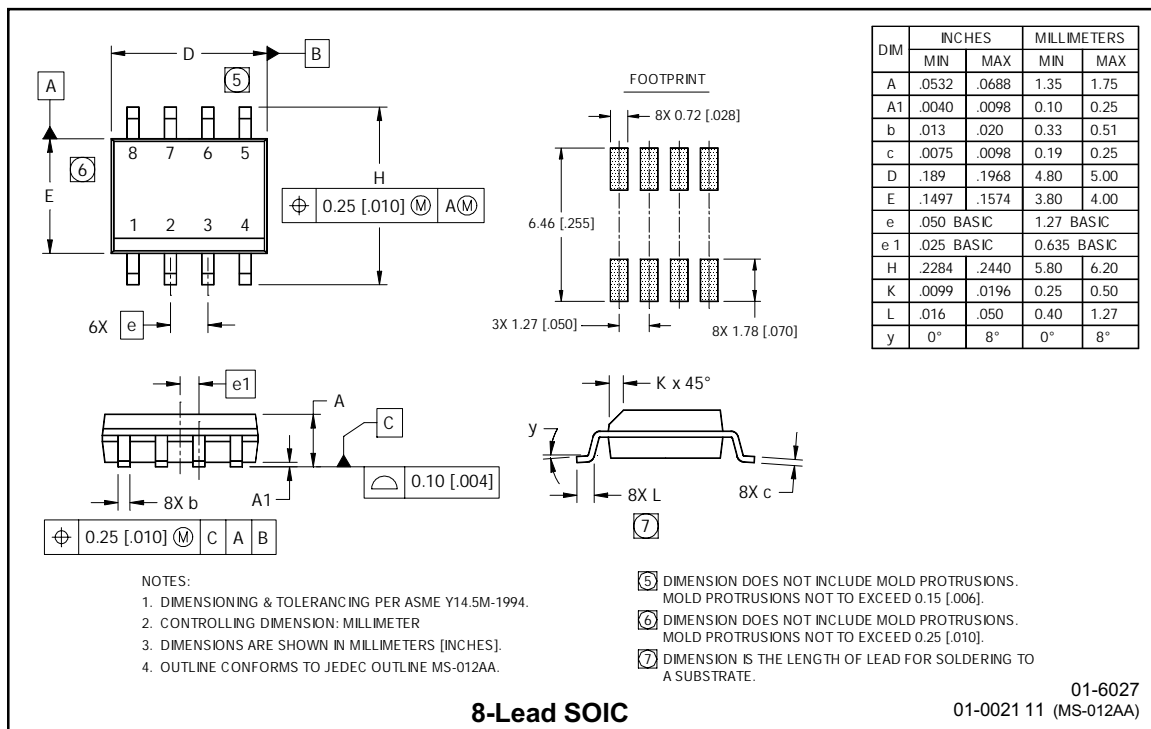 D
B
5
A
8 7 6 5
6
E
H
⌖ 0.25 [.010] Ⓜ A Ⓜ
1 2 3 4
6X e
FOOTPRINT
8X 0.72 [.028]
6.46 [.255]
3X 1.27 [.050]
8X 1.78 [.070]
DIM INCHES MILLIMETERS
MIN MAX MIN MAX
A .0532 .0688 1.35 1.75
A1 .0040 .0098 0.10 0.25
b .013 .020 0.33 0.51
c .0075 .0098 0.19 0.25
D .189 .1968 4.80 5.00
E .1497 .1574 3.80 4.00
e .050 BASIC 1.27 BASIC
e 1 .025 BASIC 0.635 BASIC
H .2284 .2440 5.80 6.20
K .0099 .0196 0.25 0.50
L .016 .050 0.40 1.27
y 0° 8° 0° 8°
e1
A
C
⌓ 0.10 [.004]
A1
8X b
⌖ 0.25 [.010] Ⓜ C A B
K x 45°
y
8X L
7
8X c
NOTES:
1. DIMENSIONING & TOLERANCING PER ASME Y14.5M-1994.
2. CONTROLLING DIMENSION: MILLIMETER
3. DIMENSIONS ARE SHOWN IN MILLIMETERS [INCHES].
4. OUTLINE CONFORMS TO JEDEC OUTLINE MS-012AA.
5 DIMENSION DOES NOT INCLUDE MOLD PROTRUSIONS.
MOLD PROTRUSIONS NOT TO EXCEED 0.15 [.006].
6 DIMENSION DOES NOT INCLUDE MOLD PROTRUSIONS.
MOLD PROTRUSIONS NOT TO EXCEED 0.25 [.010].
7 DIMENSION IS THE LENGTH OF LEAD FOR SOLDERING TO
A SUBSTRATE.
8-Lead SOIC
01-6027
01-0021 11 (MS-012AA)